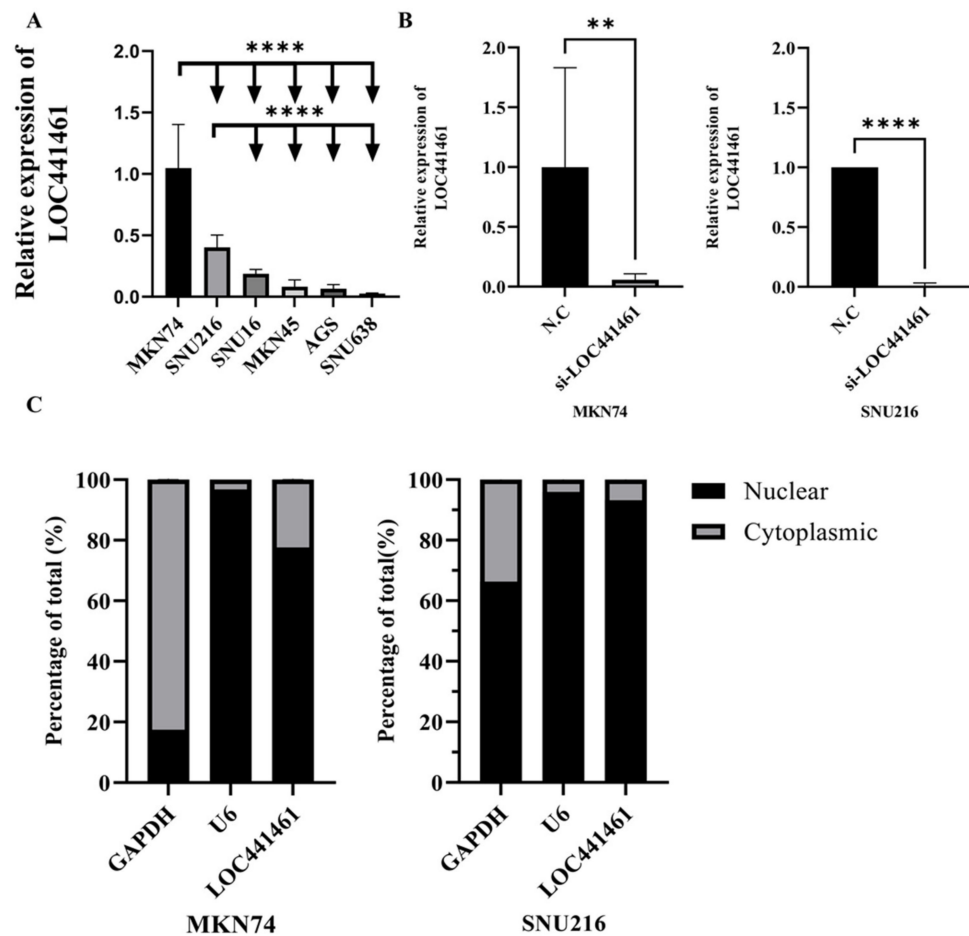 A
Relative expression of
LOC441461
2.0
1.5
1.0
0.5
0.0
****
****
MKN74
SNU216
SNU16
MKN45
AGS
SNU638
B
Relative expression of
LOC441461
2.0
1.5
1.0
0.5
0.0
**
N.C
si-LOC441461
MKN74
Relative expression of
LOC441461
2.0
1.5
1.0
0.5
0.0
****
N.C
si-LOC441461
SNU216
C
Percentage of total (%)
100
80
60
40
20
0
GAPDH
U6
LOC441461
MKN74
Percentage of total(%)
100
80
60
40
20
0
GAPDH
U6
LOC441461
SNU216
Nuclear
Cytoplasmic